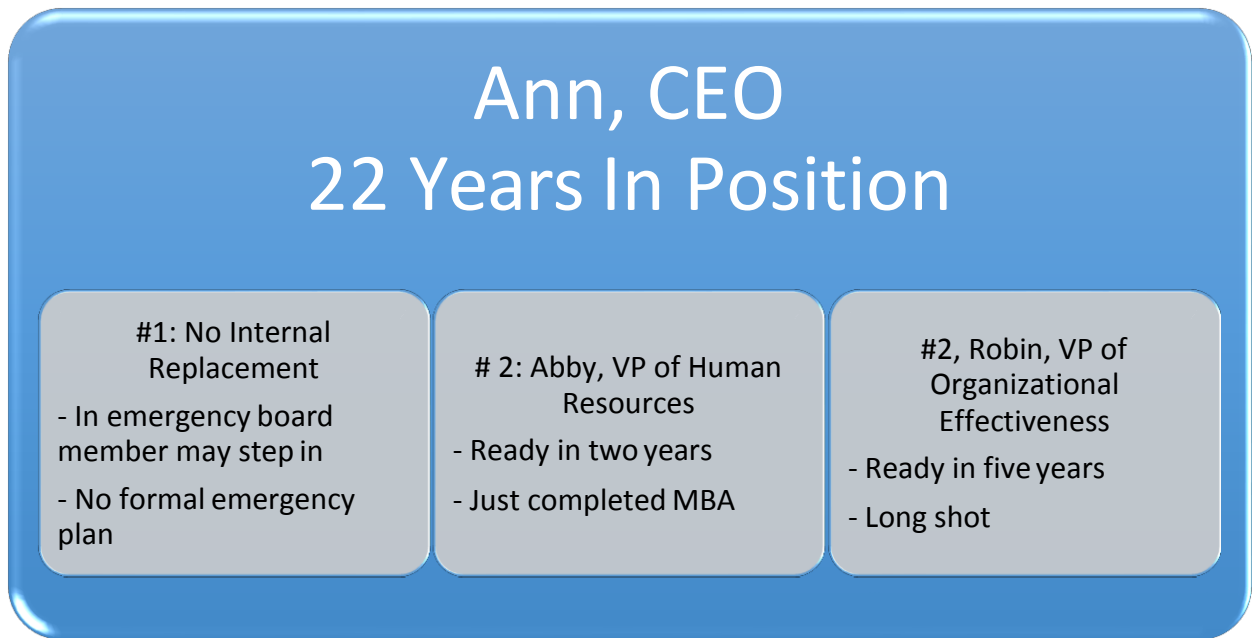 Ann, CEO
22 Years In Position
#1: No Internal
Replacement
- In emergency board
member may step in
- No formal emergency
plan
# 2: Abby, VP of Human
Resources
- Ready in two years
- Just completed MBA
#2, Robin, VP of
Organizational
Effectiveness
- Ready in five years
- Long shot